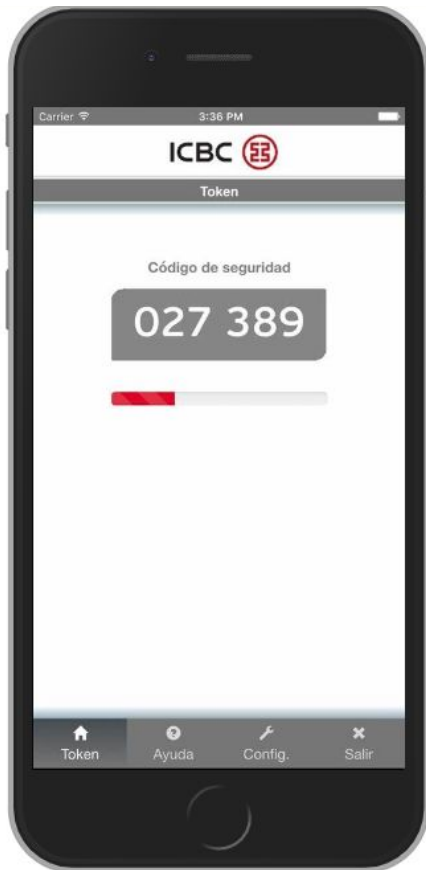 Carrier 3:36 PM
ICBC
Token
Código de seguridad
027 389
Token Ayuda Config. Salir